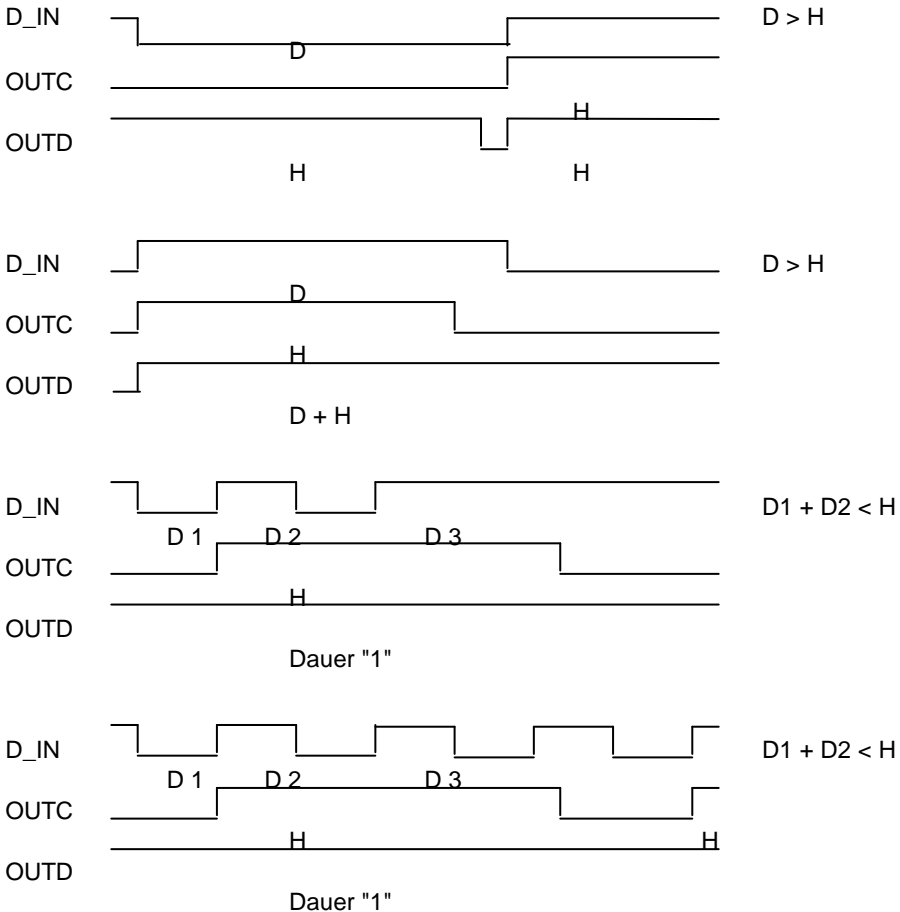 D_IN D > H
D
OUTC
H
OUTD
H H
D_IN D > H
D
OUTC
H
OUTD
D + H
D_IN D1 + D2 < H
D 1 D 2 D 3
OUTC
H
OUTD
Dauer "1"
D_IN D1 + D2 < H
D 1 D 2 D 3
OUTC
H H
OUTD
Dauer "1"